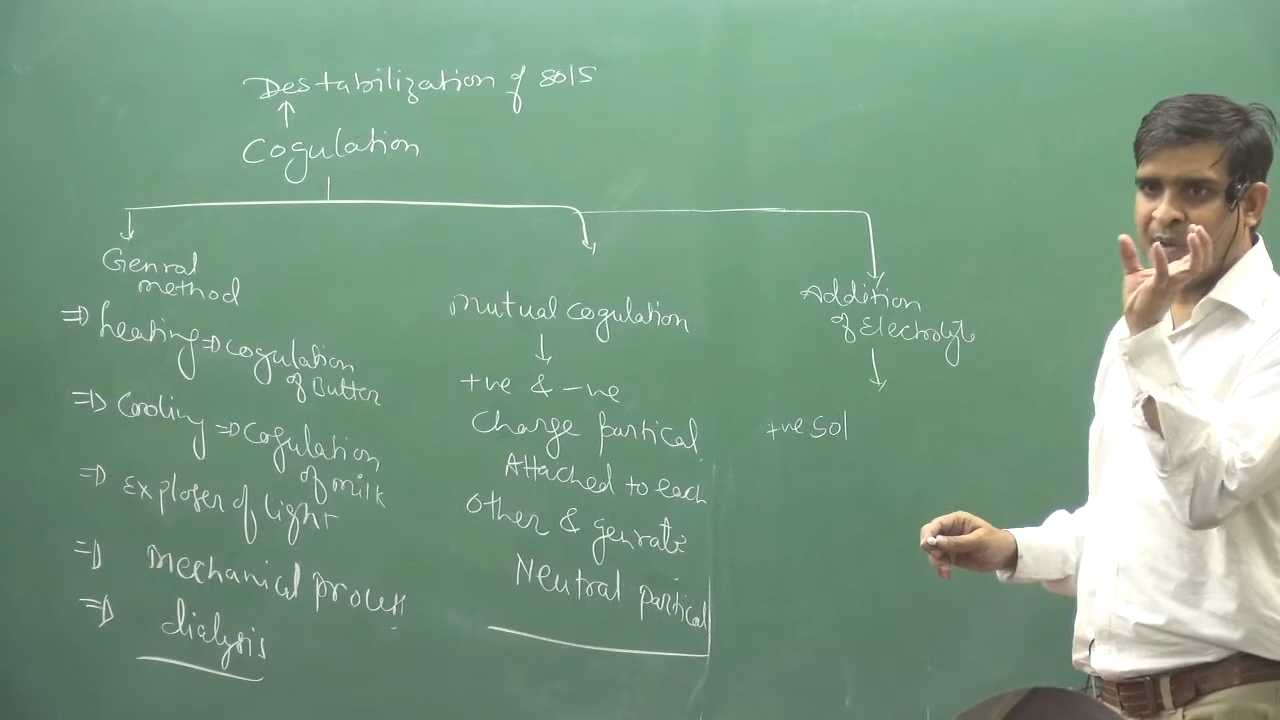 Destabilization of sols
↑
Cogulation
Genral
method
⇒ heating ⇒ cogulation
of Butter
⇒ Cooling ⇒ Cogulation
of milk
⇒ exploser of light
⇒ Mechanical process
⇒ dialysis
Mutual cogulation
↓
+ve & -ve
Charge partical
Attached to each
other & genrate
Neutral partical
Addition
of Electrolyte
↓
+ve sol